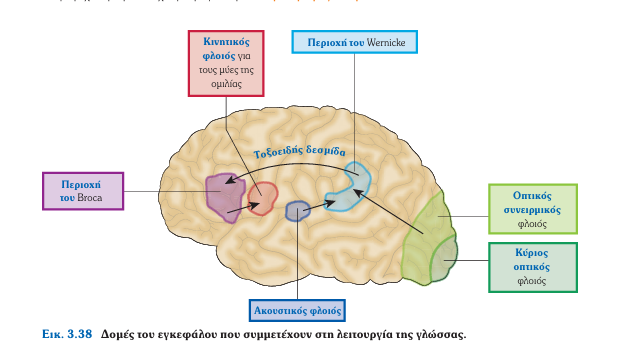 Κινητικός
φλοιός για
τους μύες της
ομιλίας
Περιοχή του Wernicke
Τοξοειδής δεσμίδα
Περιοχή
του Broca
Οπτικός
συνειρμικός
φλοιός
Κύριος
οπτικός
φλοιός
Ακουστικός φλοιός
Εικ. 3.38 Δομές του εγκεφάλου που συμμετέχουν στη λειτουργία της γλώσσας.